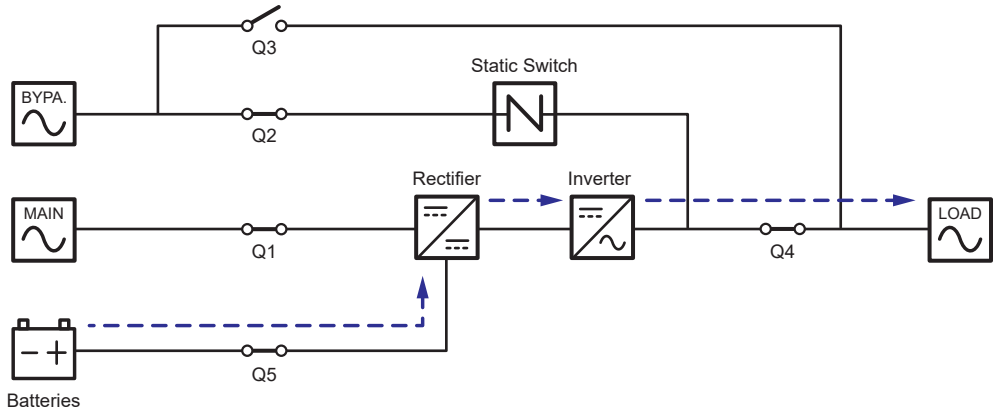 Q3
Static Switch
BYPA.
Q2
Rectifier
Inverter
MAIN
LOAD
Q1
Q4
Q5
Batteries